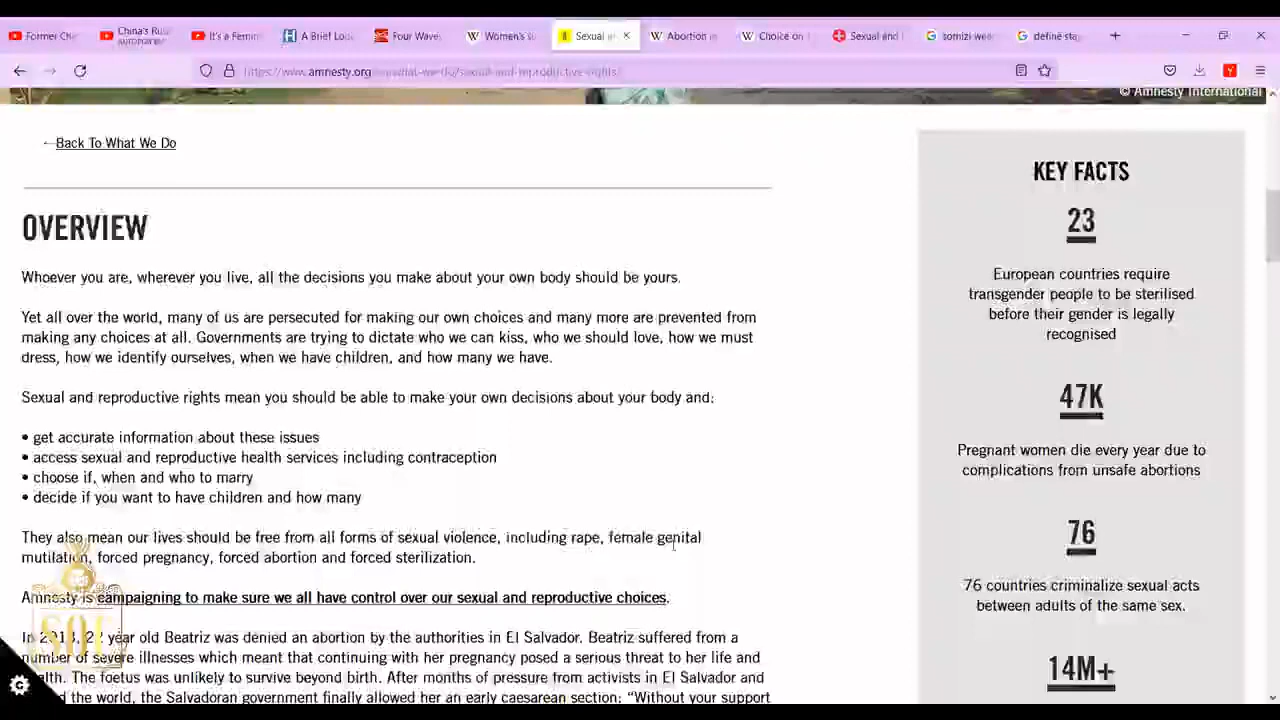 Former Che
China's Rus
AUTOPLAYING
It's a Femin
A Brief Loo
Four Waves
Women's su
Sexual an
Abortion in
Choice on
Sexual and
somizi wee
define sta
https://www.amnesty.org
© Amnesty International
←Back To What We Do
OVERVIEW
Whoever you are, wherever you live, all the decisions you make about your own body should be yours.
Yet all over the world, many of us are persecuted for making our own choices and many more are prevented from
making any choices at all. Governments are trying to dictate who we can kiss, who we should love, how we must
dress, how we identify ourselves, when we have children, and how many we have.
Sexual and reproductive rights mean you should be able to make your own decisions about your body and:
• get accurate information about these issues
• access sexual and reproductive health services including contraception
• choose if, when and who to marry
• decide if you want to have children and how many
They also mean our lives should be free from all forms of sexual violence, including rape, female genital
mutilation, forced pregnancy, forced abortion and forced sterilization.
Amnesty is campaigning to make sure we all have control over our sexual and reproductive choices.
In year old Beatriz was denied an abortion by the authorities in El Salvador. Beatriz suffered from a
number of severe illnesses which meant that continuing with her pregnancy posed a serious threat to her life and
The foetus was unlikely to survive beyond birth. After months of pressure from activists in El Salvador and
the world, the Salvadoran government finally allowed her an early caesarean section: “Without your support
KEY FACTS
23
European countries require
transgender people to be sterilised
before their gender is legally
recognised
47K
Pregnant women die every year due to
complications from unsafe abortions
76
76 countries criminalize sexual acts
between adults of the same sex.
14M+
SOF